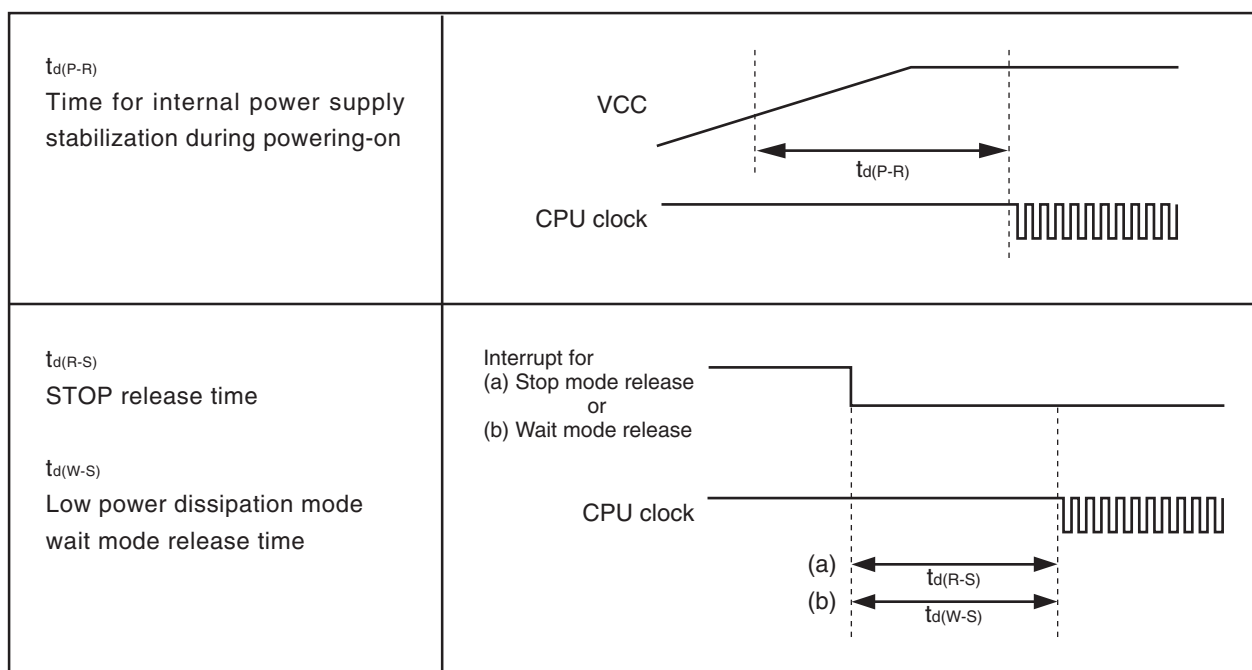 td(P-R)
Time for internal power supply
stabilization during powering-on
VCC
td(P-R)
CPU clock
td(R-S)
STOP release time
td(W-S)
Low power dissipation mode
wait mode release time
Interrupt for
(a) Stop mode release
or
(b) Wait mode release
CPU clock
(a)
td(R-S)
(b)
td(W-S)